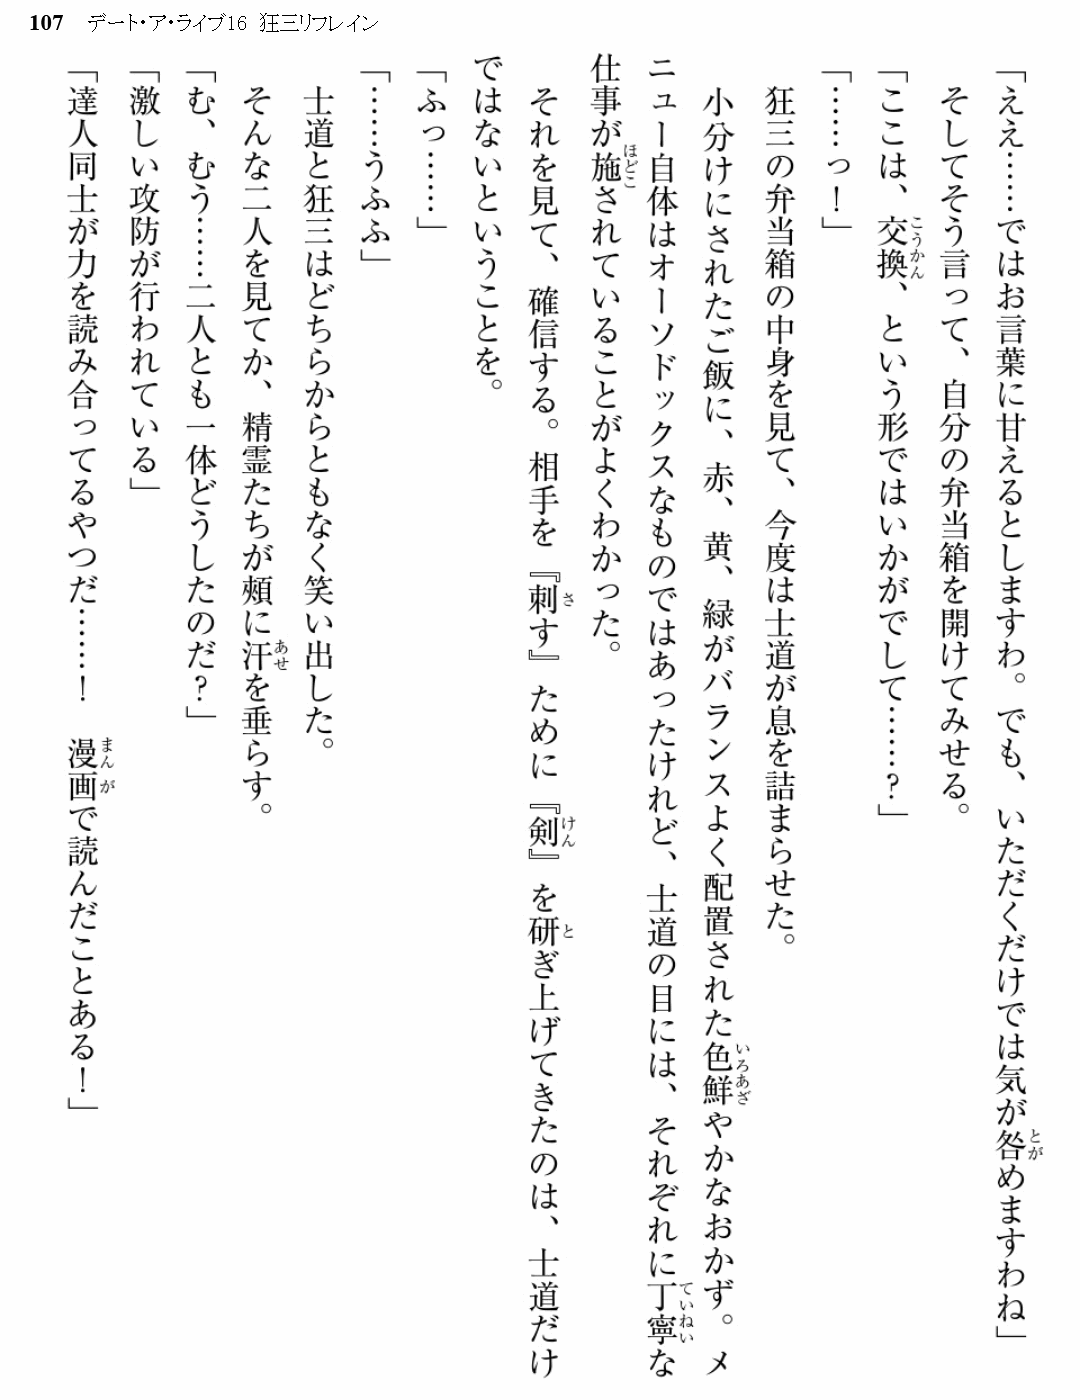 107 デート・ア・ライブ16 狂三リフレイン
「ええ……ではお言葉に甘えるとしますわ。でも、いただくだけでは気が咎めますわね」
そしてそう言って、自分の弁当箱を開けてみせる。
「ここは、交換、という形ではいかがでして……？」
「……っ！」
狂三の弁当箱の中身を見て、今度は士道が息を詰まらせた。
小分けにされたご飯に、赤、黄、緑がバランスよく配置された色鮮やかなおかず。メ
ニュー自体はオーソドックスなものではあったけれど、士道の目には、それぞれに丁寧な
仕事が施されていることがよくわかった。
それを見て、確信する。相手を『刺す』ために『剣』を研ぎ上げてきたのは、士道だけ
ではないということを。
「ふっ……」
「……うふふ」
士道と狂三はどちらからともなく笑い出した。
そんな二人を見てか、精霊たちが頰に汗を垂らす。
「む、むう……二人とも一体どうしたのだ？」
「激しい攻防が行われている」
「達人同士が力を読み合ってるやつだ……！　漫画で読んだことある！」